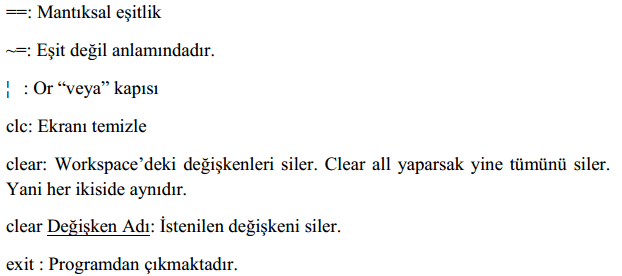 ==: Mantıksal eşitlik
~=: Eşit değil anlamındadır.
¦ : Or “veya” kapısı
clc: Ekranı temizle
clear: Workspace’deki değişkenleri siler. Clear all yaparsak yine tümünü siler.
Yani her ikiside aynıdır.
clear Değişken Adı: İstenilen değişkeni siler.
exit : Programdan çıkmaktadır.